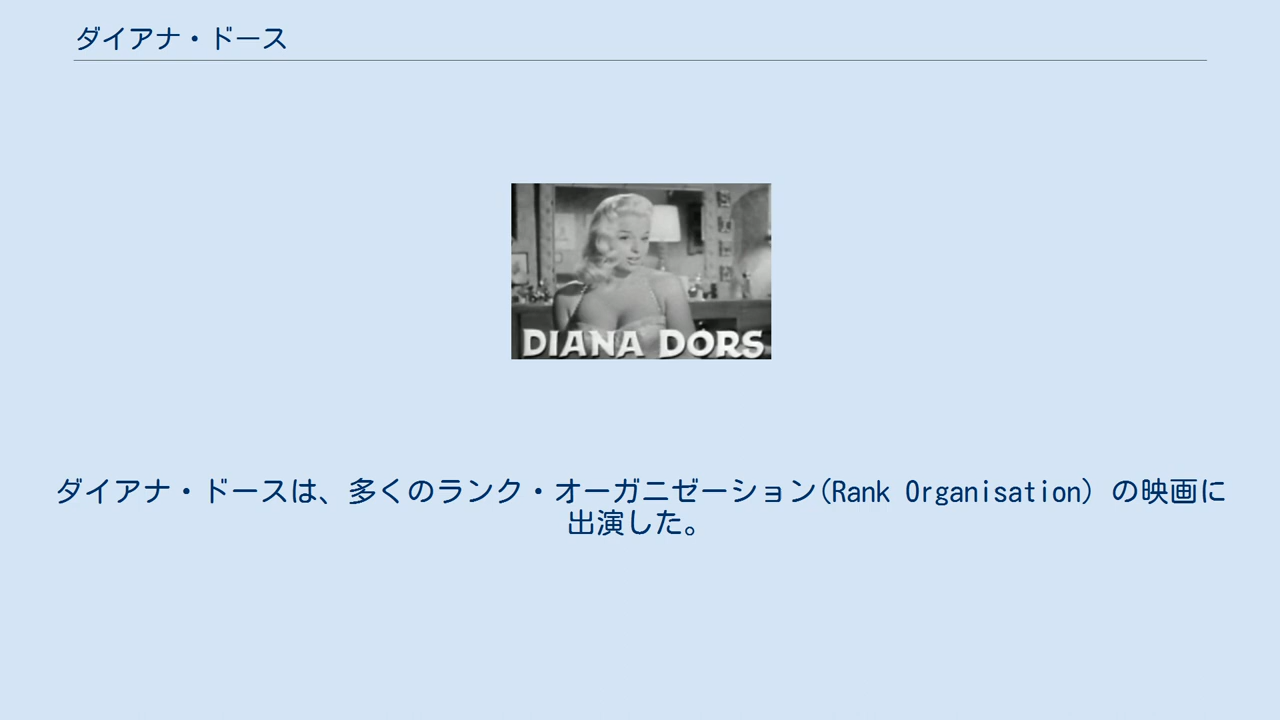 ダイアナ・ドース
DIANA DORS
ダイアナ・ドースは、多くのランク・オーガニゼーション(Rank Organisation) の映画に
出演した。